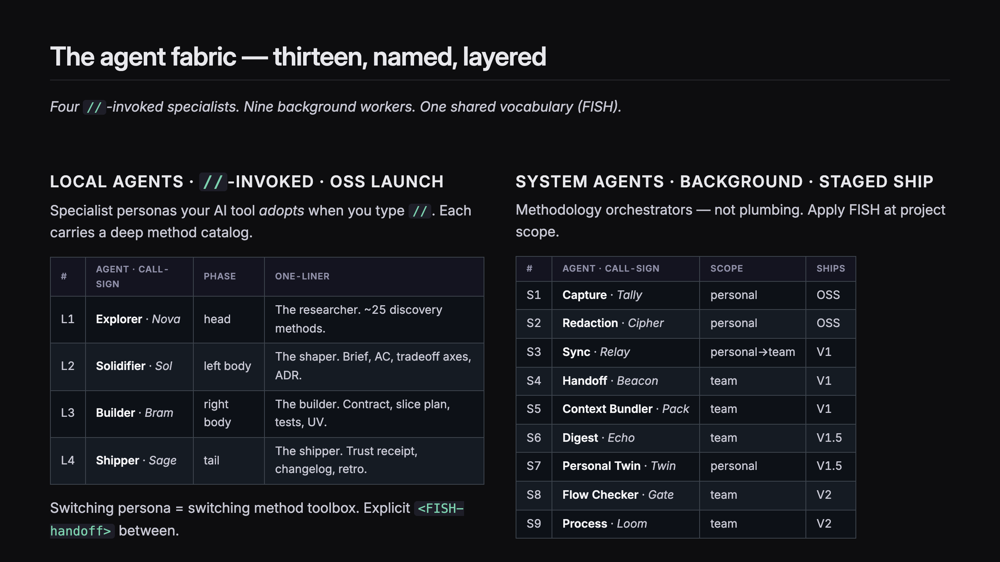 The agent fabric — thirteen, named, layered
Four // -invoked specialists. Nine background workers. One shared vocabulary (FISH).
LOCAL AGENTS · // -INVOKED · OSS LAUNCH
Specialist personas your AI tool adopts when you type // . Each
carries a deep method catalog.
# AGENT · CALL-
SIGN PHASE ONE-LINER
L1 Explorer · Nova head The researcher. ~25 discovery
methods.
L2 Solidifier · Sol left body The shaper. Brief, AC, tradeoff axes,
ADR.
L3 Builder · Bram right
body The builder. Contract, slice plan,
tests, UV.
L4 Shipper · Sage tail The shipper. Trust receipt,
changelog, retro.
Switching persona = switching method toolbox. Explicit <FISH-
handoff> between.
SYSTEM AGENTS · BACKGROUND · STAGED SHIP
Methodology orchestrators — not plumbing. Apply FISH at project
scope.
# AGENT · CALL-SIGN SCOPE SHIPS
S1 Capture · Tally personal OSS
S2 Redaction · Cipher personal OSS
S3 Sync · Relay personal→team V1
S4 Handoff · Beacon team V1
S5 Context Bundler · Pack team V1
S6 Digest · Echo team V1.5
S7 Personal Twin · Twin personal V1.5
S8 Flow Checker · Gate team V2
S9 Process · Loom team V2